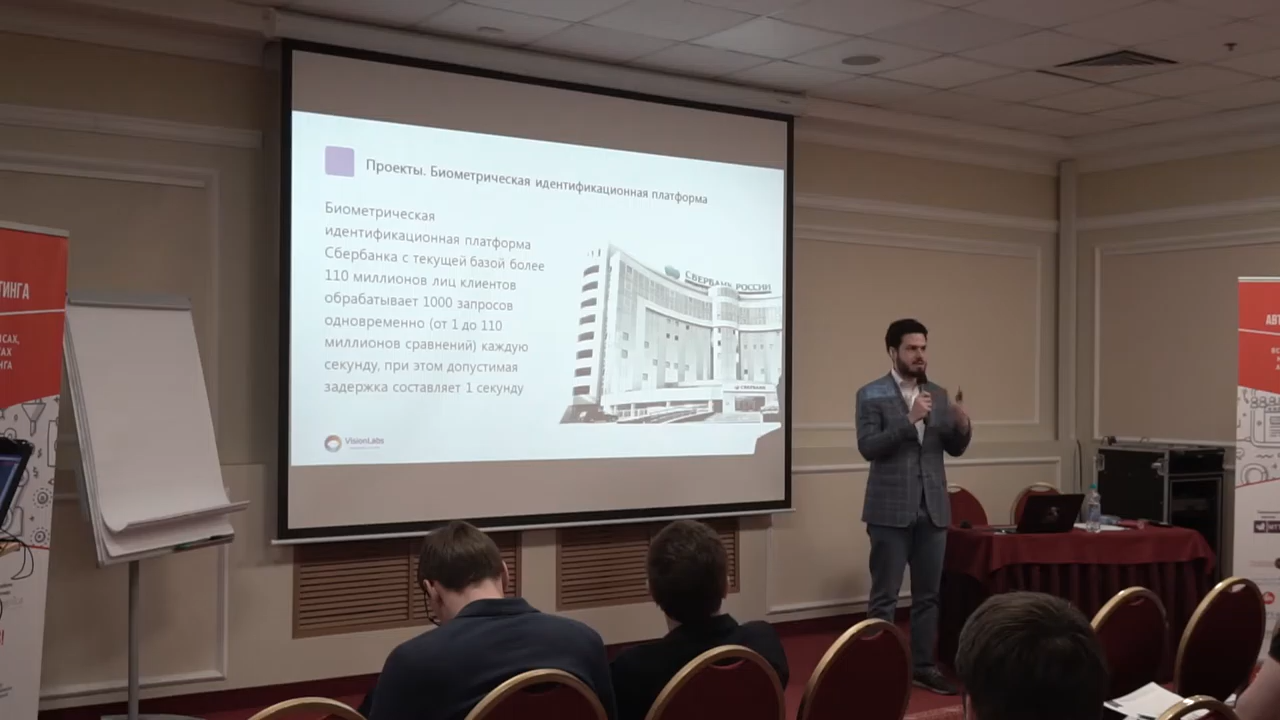 Проекты. Биометрическая идентификационная платформа
Биометрическая
идентификационная платформа
Сбербанка с текущей базой более
110 миллионов лиц клиентов
обрабатывает 1000 запросов
одновременно (от 1 до 110
миллионов сравнений) каждую
секунду, при этом допустимая
задержка составляет 1 секунду
СБЕРБАНК РОССИИ
СБЕРБАНК
VisionLabs
ТИНГА